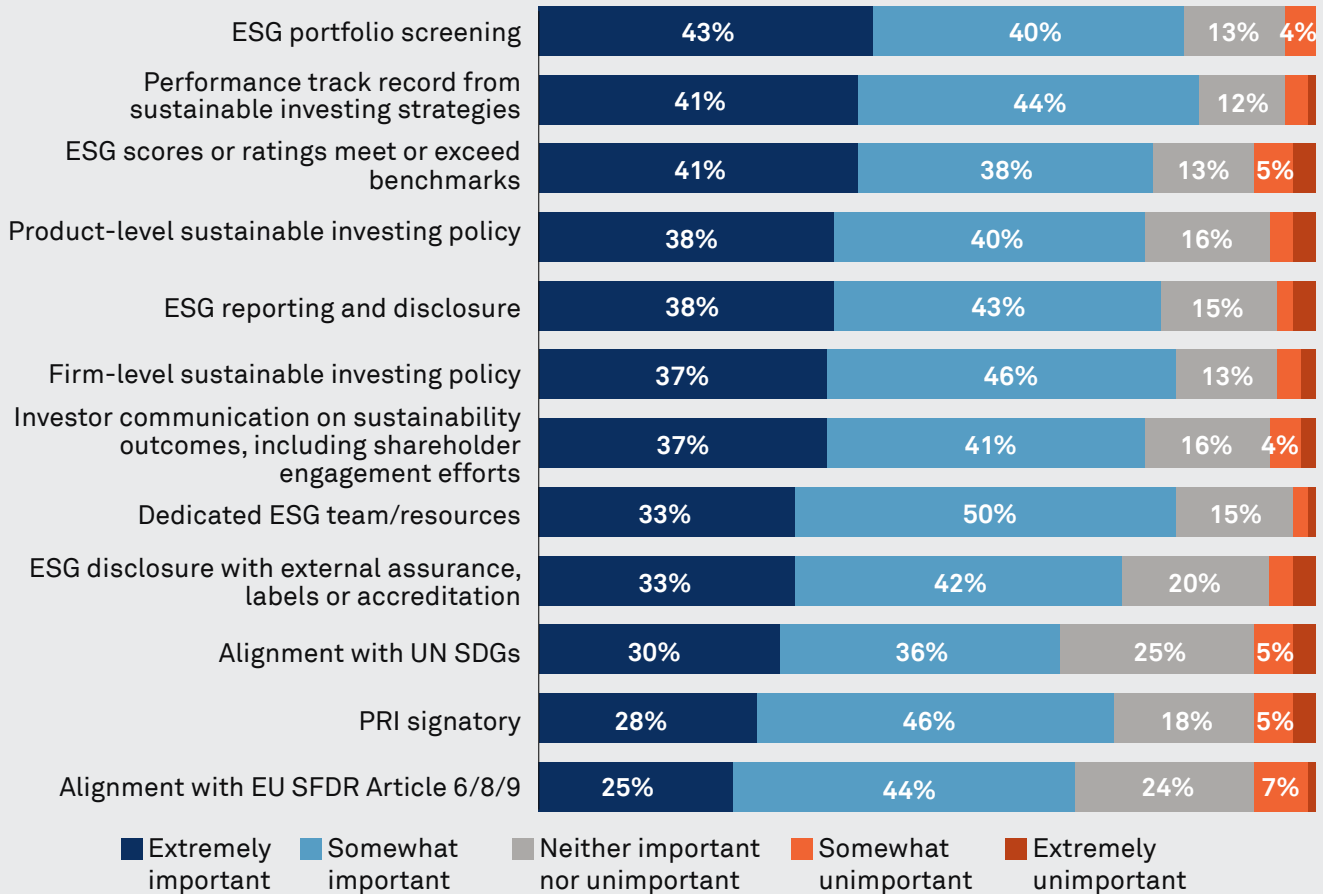 ESG portfolio screening
43% 40% 13% 4%
Performance track record from
sustainable investing strategies
41% 44% 12%
ESG scores or ratings meet or exceed
benchmarks
41% 38% 13% 5%
Product-level sustainable investing policy
38% 40% 16%
ESG reporting and disclosure
38% 43% 15%
Firm-level sustainable investing policy
37% 46% 13%
Investor communication on sustainability
outcomes, including shareholder
engagement efforts
37% 41% 16% 4%
Dedicated ESG team/resources
33% 50% 15%
ESG disclosure with external assurance,
labels or accreditation
33% 42% 20%
Alignment with UN SDGs
30% 36% 25% 5%
PRI signatory
28% 46% 18% 5%
Alignment with EU SFDR Article 6/8/9
25% 44% 24% 7%
Extremely
important
Somewhat
important
Neither important
nor unimportant
Somewhat
unimportant
Extremely
unimportant